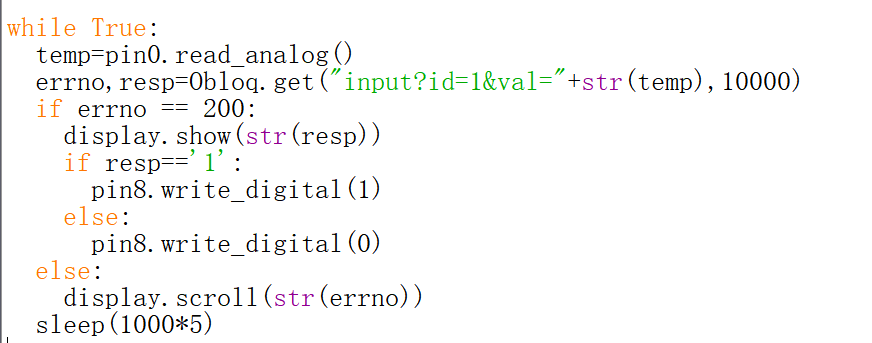 while True:
  temp=pin0.read_analog()
  errno,resp=Obloq.get("input?id=1&val="+str(temp),10000)
  if errno == 200:
    display.show(str(resp))
    if resp=='1':
      pin8.write_digital(1)
    else:
      pin8.write_digital(0)
  else:
    display.scroll(str(errno))
  sleep(1000*5)